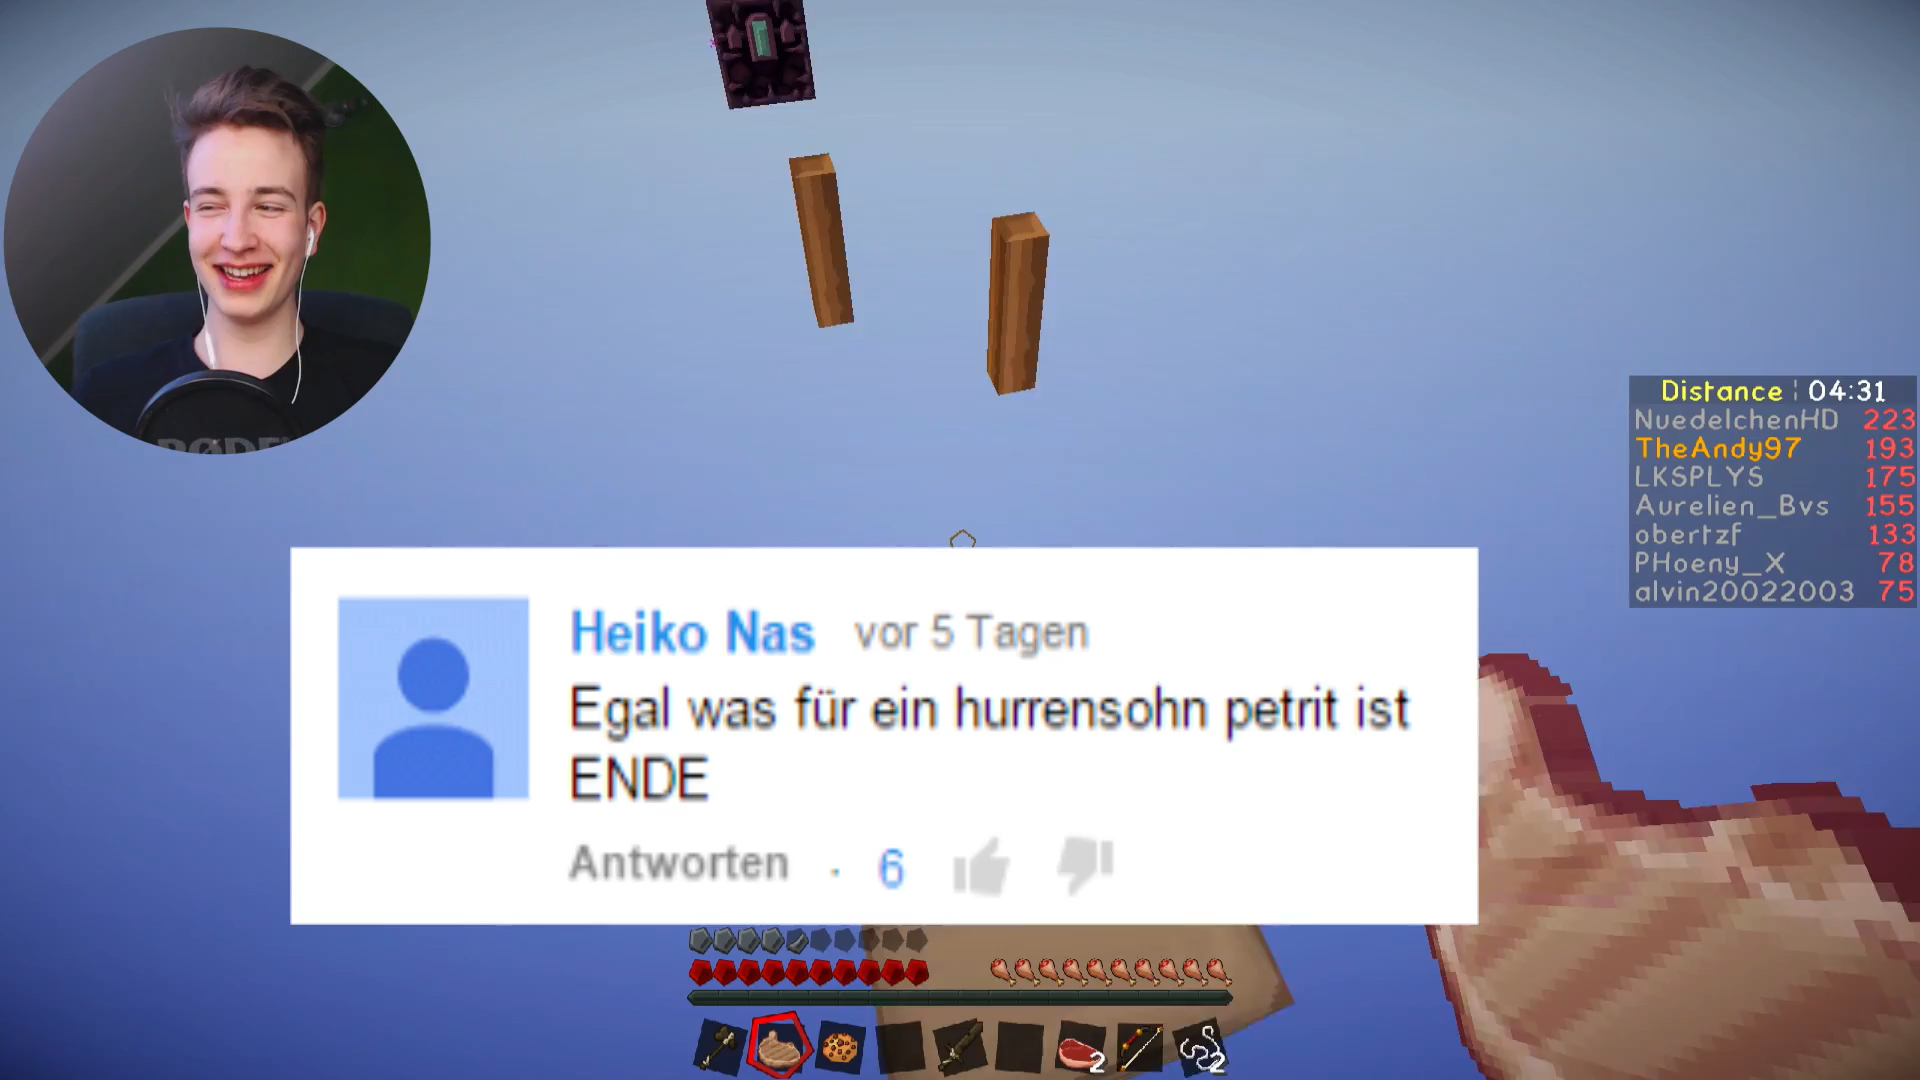 RØDE
Distance | 04:31
NuedelchenHD 223
TheAndy97 193
LKSPLYS 175
Aurelien_Bvs 155
obertzf 133
PHoeny_X 78
alvin20022003 75
Heiko Nas vor 5 Tagen
Egal was für ein hurrensohn petrit ist
ENDE
Antworten · 6
2 2